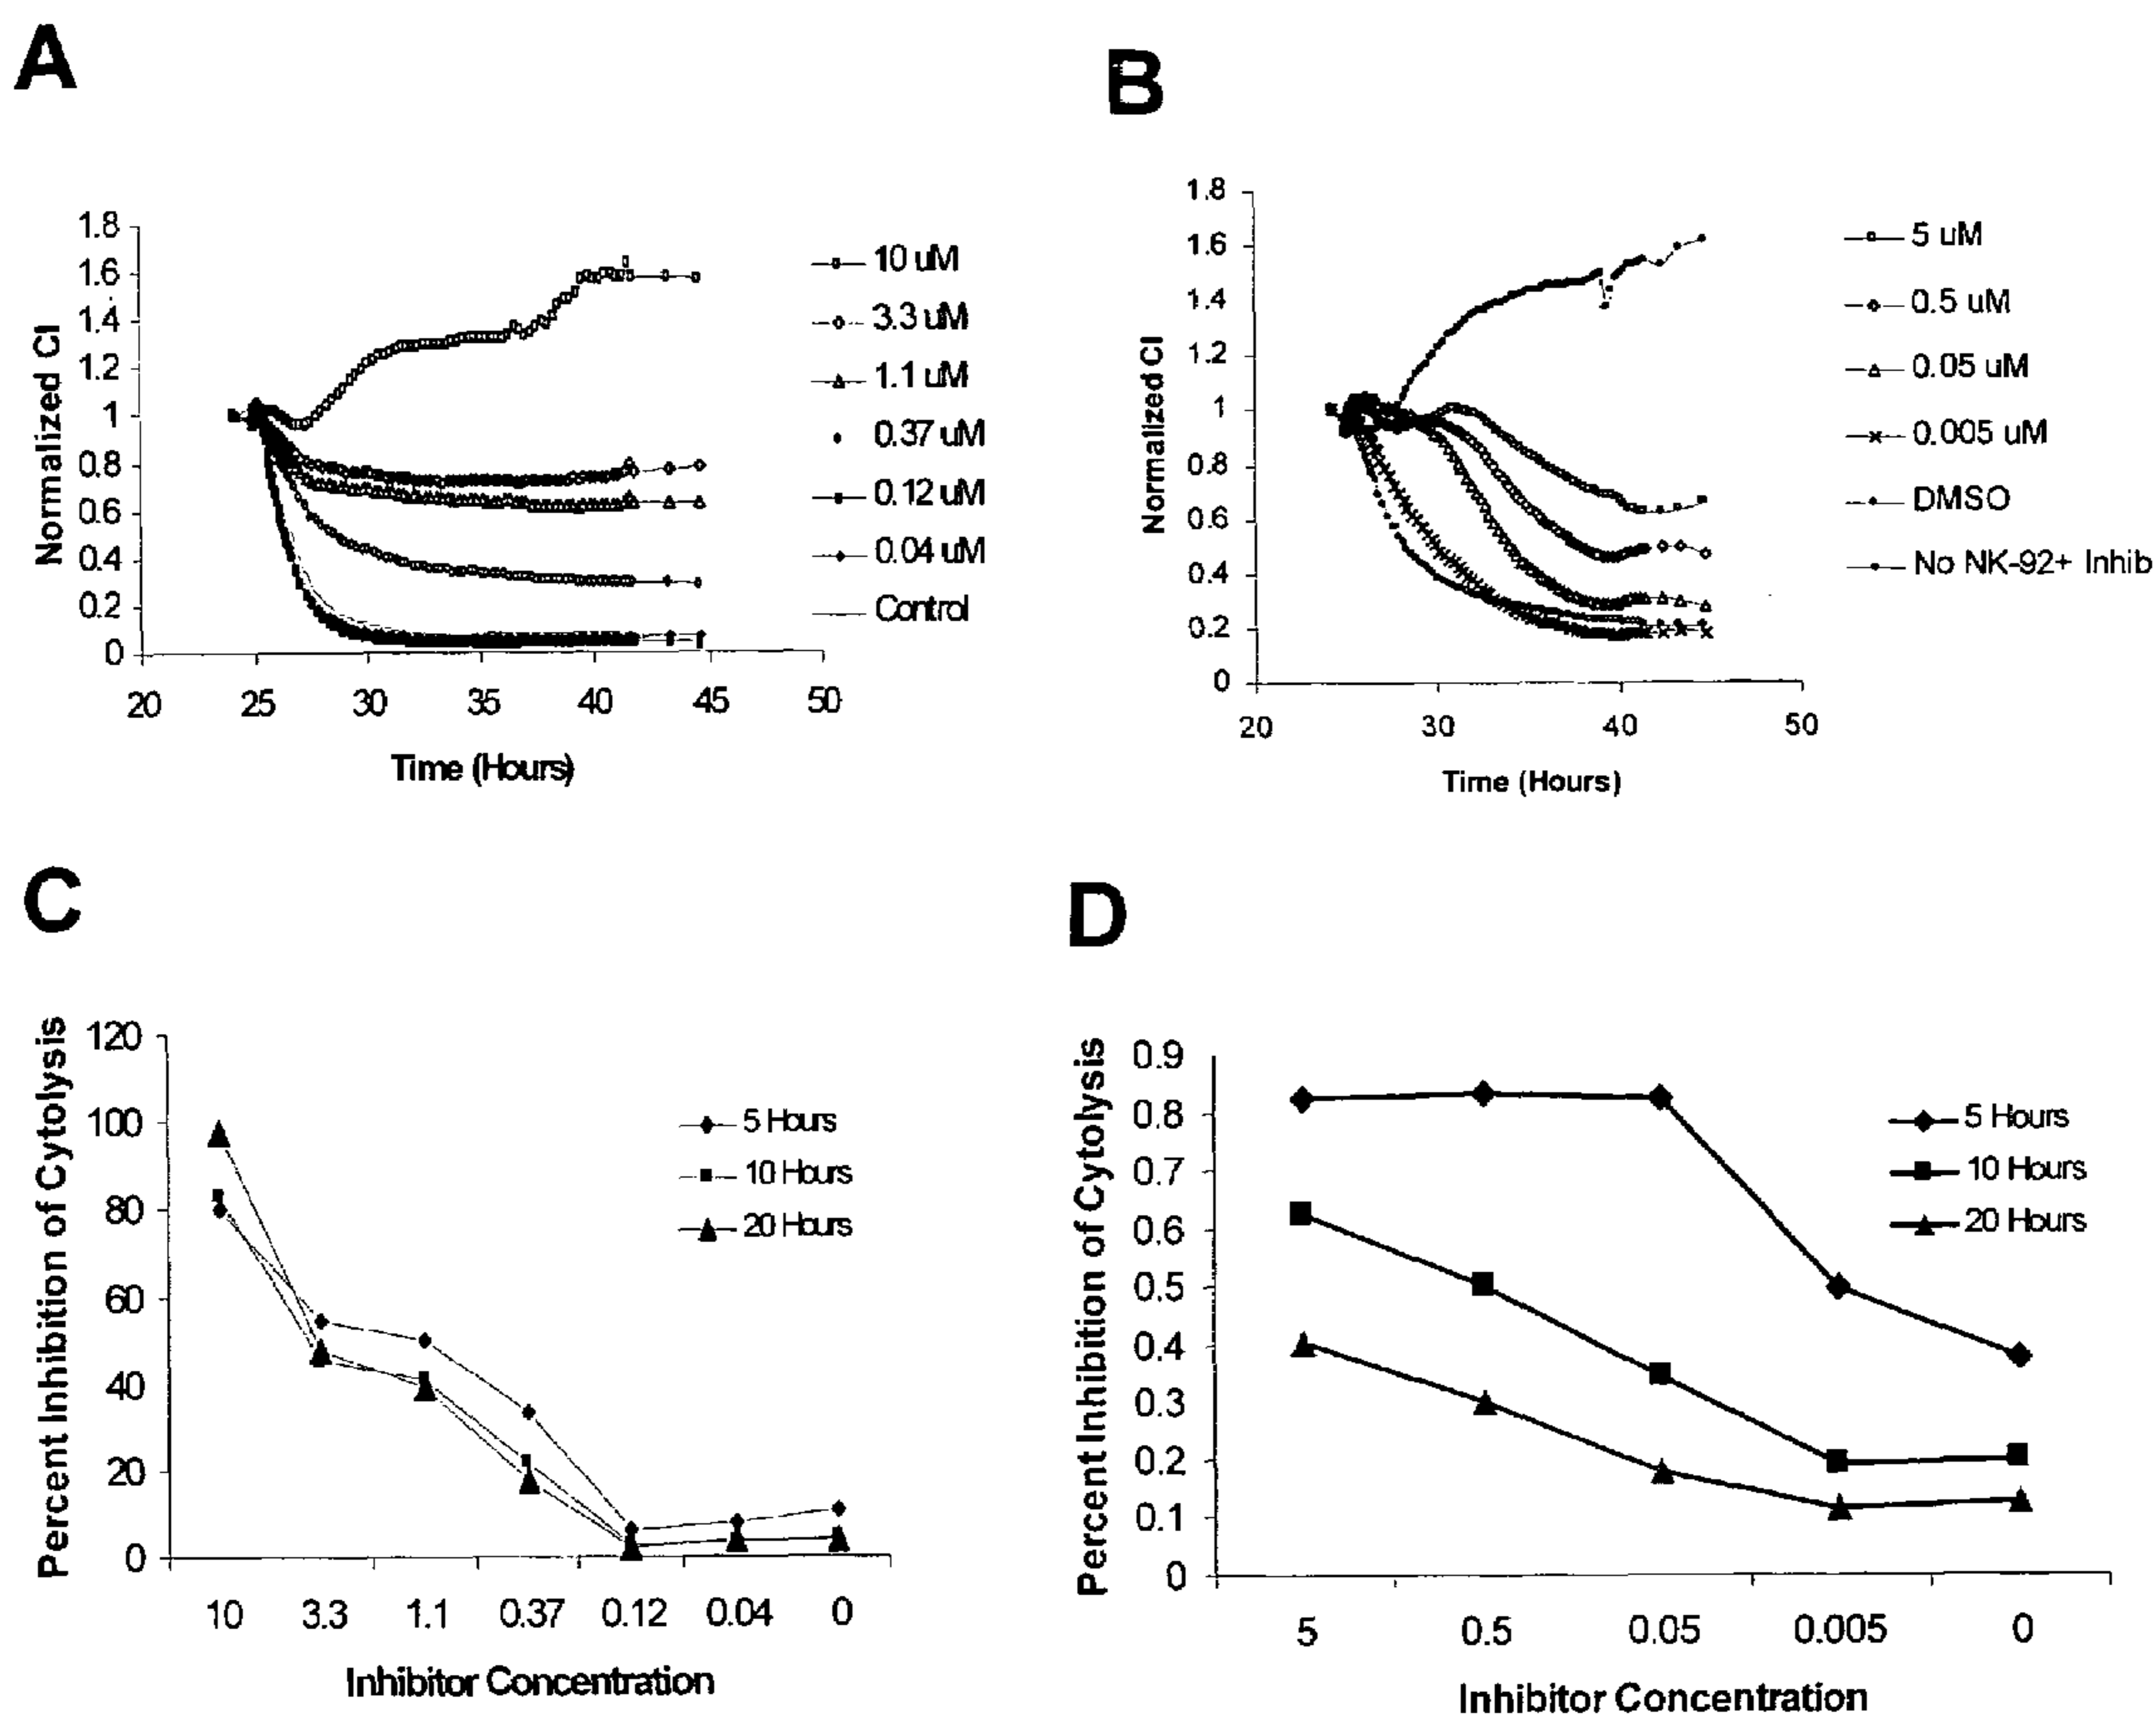 A
Normalized CI
1.8
1.6
1.4
1.2
1
0.8
0.6
0.4
0.2
0
20 25 30 35 40 45 50
Time (Hours)
10 uM
3.3 uM
1.1 uM
0.37 uM
0.12 uM
0.04 uM
Control
B
Normalized CI
1.8
1.6
1.4
1.2
1
0.8
0.6
0.4
0.2
0
20 30 40 50
Time (Hours)
5 uM
0.5 uM
0.05 uM
0.005 uM
DMSO
No NK-92+ Inhib
C
Percent Inhibition of Cytolysis
120
100
80
60
40
20
0
10 3.3 1.1 0.37 0.12 0.04 0
Inhibitor Concentration
5 Hours
10 Hours
20 Hours
D
Percent Inhibition of Cytolysis
0.9
0.8
0.7
0.6
0.5
0.4
0.3
0.2
0.1
0
5 0.5 0.05 0.005 0
Inhibitor Concentration
5 Hours
10 Hours
20 Hours